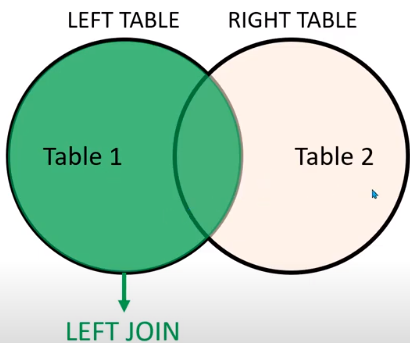 LEFT TABLE
RIGHT TABLE
Table 1
Table 2
LEFT JOIN